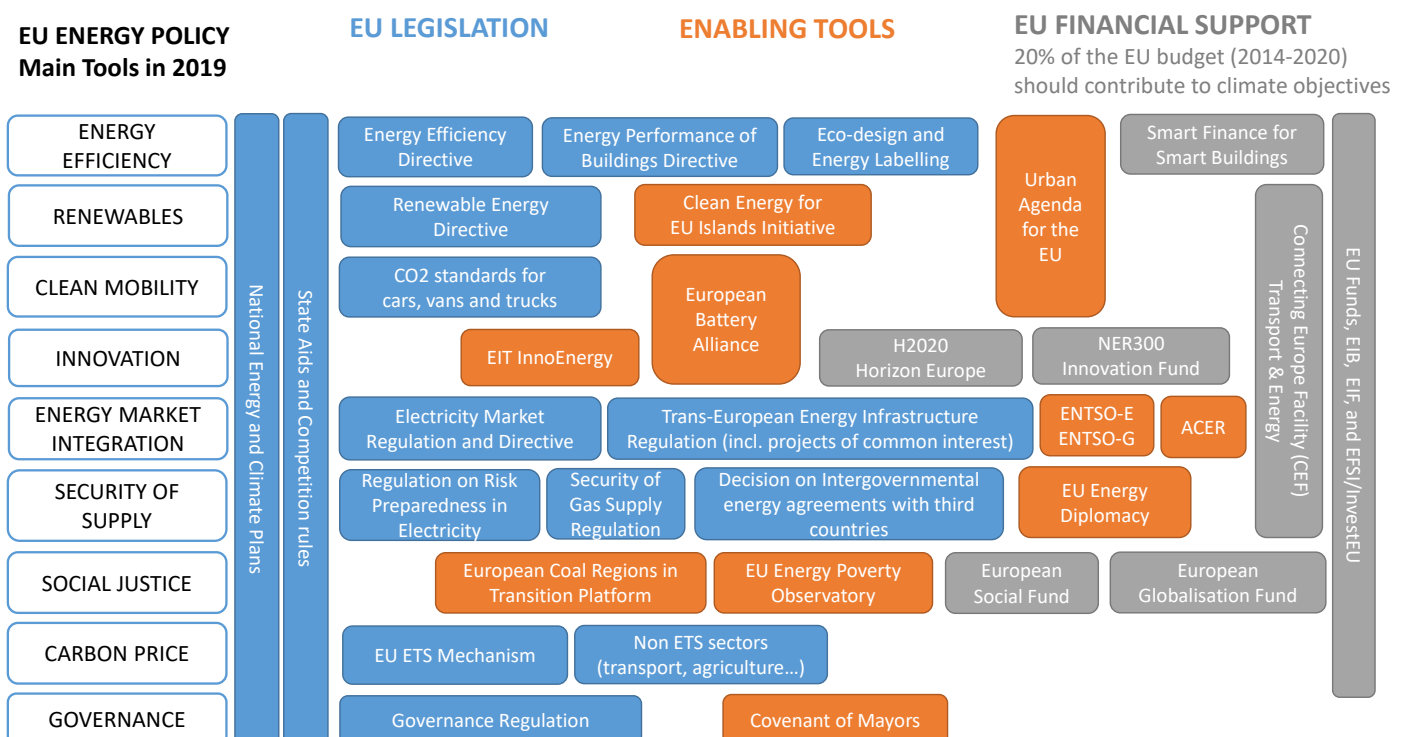 EU ENERGY POLICY
Main Tools in 2019
EU LEGISLATION
ENABLING TOOLS
EU FINANCIAL SUPPORT
20% of the EU budget (2014-2020)
should contribute to climate objectives
ENERGY
EFFICIENCY
RENEWABLES
CLEAN MOBILITY
INNOVATION
ENERGY MARKET
INTEGRATION
SECURITY OF
SUPPLY
SOCIAL JUSTICE
CARBON PRICE
GOVERNANCE
National Energy and Climate Plans
State Aids and Competition rules
Energy Efficiency
Directive
Energy Performance of
Buildings Directive
Eco-design and
Energy Labelling
Urban
Agenda
for the
EU
Smart Finance for
Smart Buildings
Renewable Energy
Directive
Clean Energy for
EU Islands Initiative
CO2 standards for
cars, vans and trucks
European
Battery
Alliance
EIT InnoEnergy
H2020
Horizon Europe
NER300
Innovation Fund
Electricity Market
Regulation and Directive
Trans-European Energy Infrastructure
Regulation (incl. projects of common interest)
ENTSO-E
ENTSO-G
ACER
Regulation on Risk
Preparedness in
Electricity
Security of
Gas Supply
Regulation
Decision on Intergovernmental
energy agreements with third
countries
EU Energy
Diplomacy
European Coal Regions in
Transition Platform
EU Energy Poverty
Observatory
European
Social Fund
European
Globalisation Fund
EU ETS Mechanism
Non ETS sectors
(transport, agriculture…)
Governance Regulation
Covenant of Mayors
Connecting Europe Facility (CEF)
Transport & Energy
EU Funds, EIB, EIF, and EFSI/InvestEU